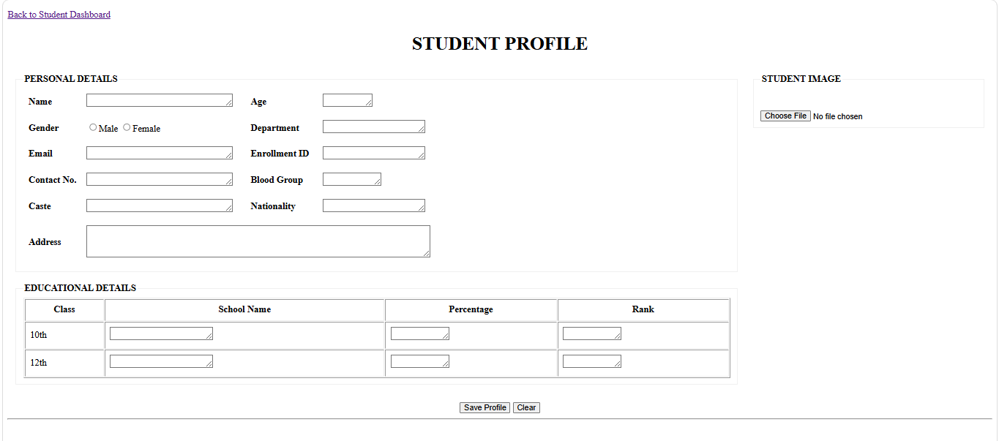 Back to Student Dashboard
STUDENT PROFILE
PERSONAL DETAILS
Name Age
Gender Male Female Department
Email Enrollment ID
Contact No. Blood Group
Caste Nationality
Address
STUDENT IMAGE
Choose File No file chosen
EDUCATIONAL DETAILS
Class School Name Percentage Rank
10th
12th
Save Profile Clear